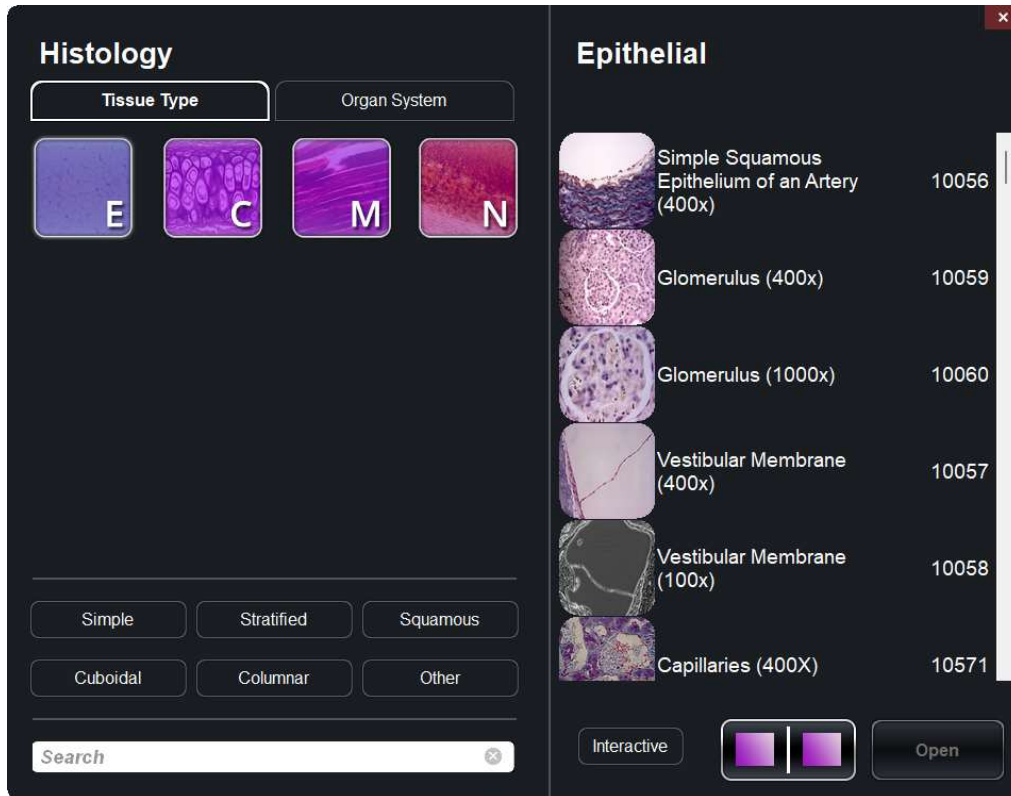 Histology
Tissue Type
Organ System
E
C
M
N
Simple
Stratified
Squamous
Cuboidal
Columnar
Other
Search
×
Epithelial
Simple Squamous
Epithelium of an Artery
(400x)
10056
Glomerulus (400x)
10059
Glomerulus (1000x)
10060
Vestibular Membrane
(400x)
10057
Vestibular Membrane
(100x)
10058
Capillaries (400X)
10571
Interactive
Open